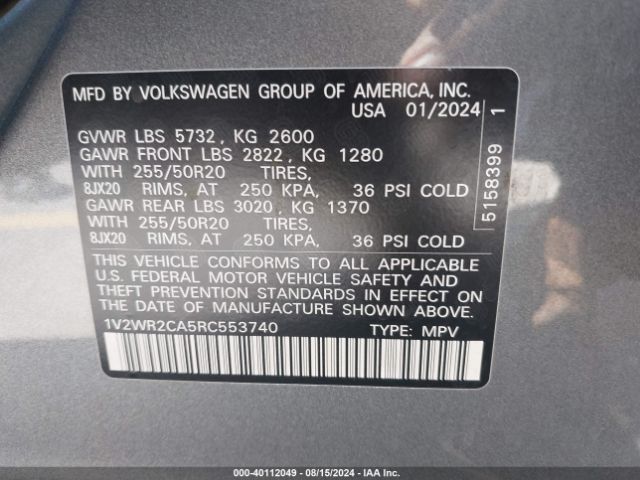 MFD BY VOLKSWAGEN GROUP OF AMERICA, INC.
USA 01/2024
GVWR LBS 5732, KG 2600
GAWR FRONT LBS 2822, KG 1280
WITH 255/50R20 TIRES,
8JX20 RIMS, AT 250 KPA, 36 PSI COLD
GAWR REAR LBS 3020, KG 1370
WITH 255/50R20 TIRES,
8JX20 RIMS, AT 250 KPA, 36 PSI COLD
THIS VEHICLE CONFORMS TO ALL APPLICABLE
U.S. FEDERAL MOTOR VEHICLE SAFETY AND
THEFT PREVENTION STANDARDS IN EFFECT ON
THE DATE OF MANUFACTURE SHOWN ABOVE.
1V2WR2CA5RC553740 TYPE: MPV
5158399 1
000-40112049 - 08/15/2024 - IAAI.COM